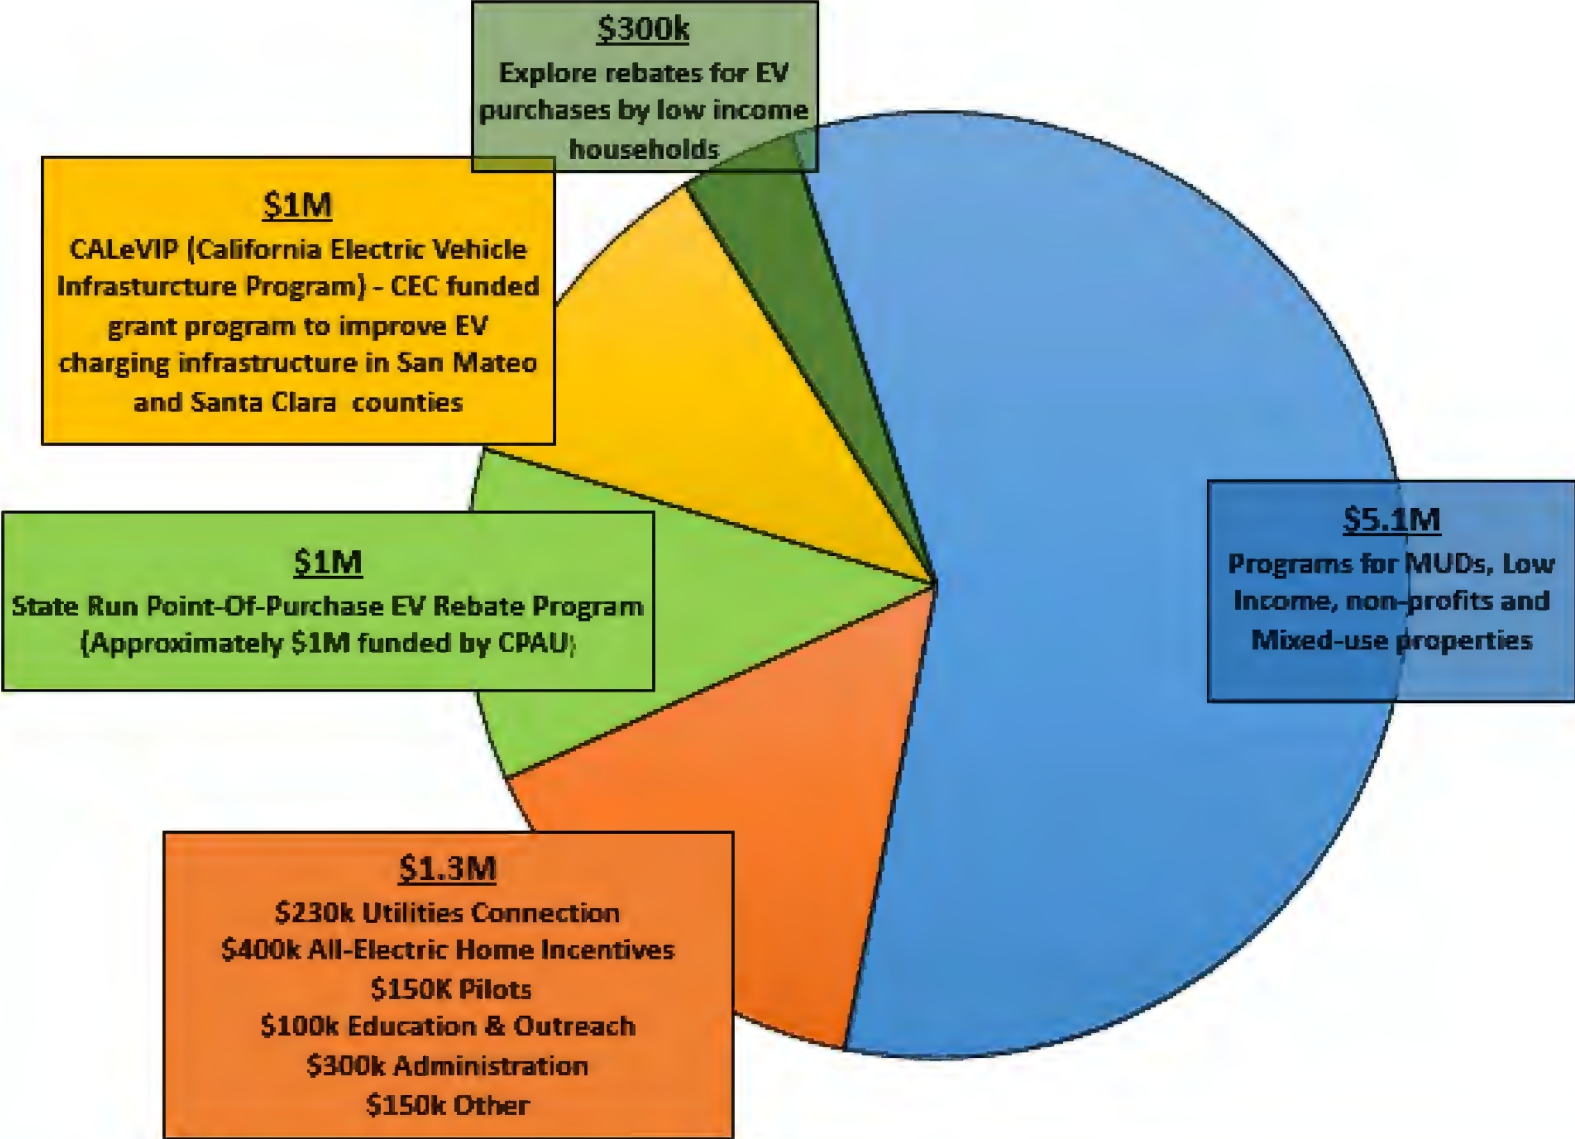 $300k
Explore rebates for EV
purchases by low income
households
$1M
CALeVIP (California Electric Vehicle
Infrasturcture Program) - CEC funded
grant program to improve EV
charging infrastructure in San Mateo
and Santa Clara counties
$1M
State Run Point-Of-Purchase EV Rebate Program
(Approximately $1M funded by CPAU)
$5.1M
Programs for MUDs, Low
Income, non-profits and
Mixed-use properties
$1.3M
$230k Utilities Connection
$400k All-Electric Home Incentives
$150K Pilots
$100k Education & Outreach
$300k Administration
$150k Other